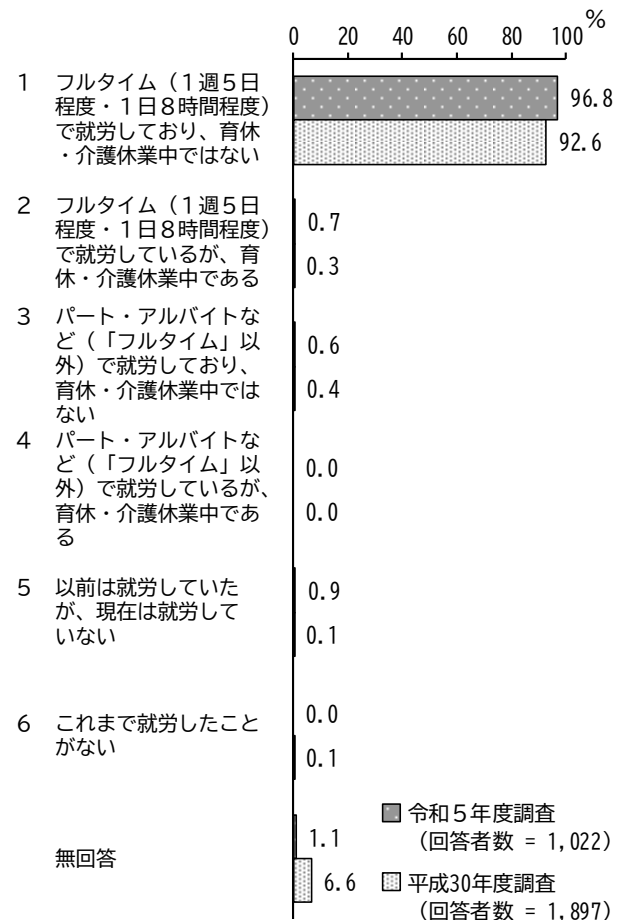 %
0 20 40 60 80 100
1 フルタイム（１週５日
程度・１日８時間程度）
で就労しており、育休
・介護休業中ではない
96.8
92.6
2 フルタイム（１週５日
程度・１日８時間程度）
で就労しているが、育
休・介護休業中である
0.7
0.3
3 パート・アルバイトな
ど（「フルタイム」以
外）で就労しており、
育休・介護休業中では
ない
0.6
0.4
4 パート・アルバイトな
ど（「フルタイム」以
外）で就労しているが、
育休・介護休業中であ
る
0.0
0.0
5 以前は就労していた
が、現在は就労して
いない
0.9
0.1
6 これまで就労したこと
がない
0.0
0.1
無回答
1.1
6.6
令和５年度調査
（回答者数 = 1,022）
平成30年度調査
（回答者数 = 1,897）